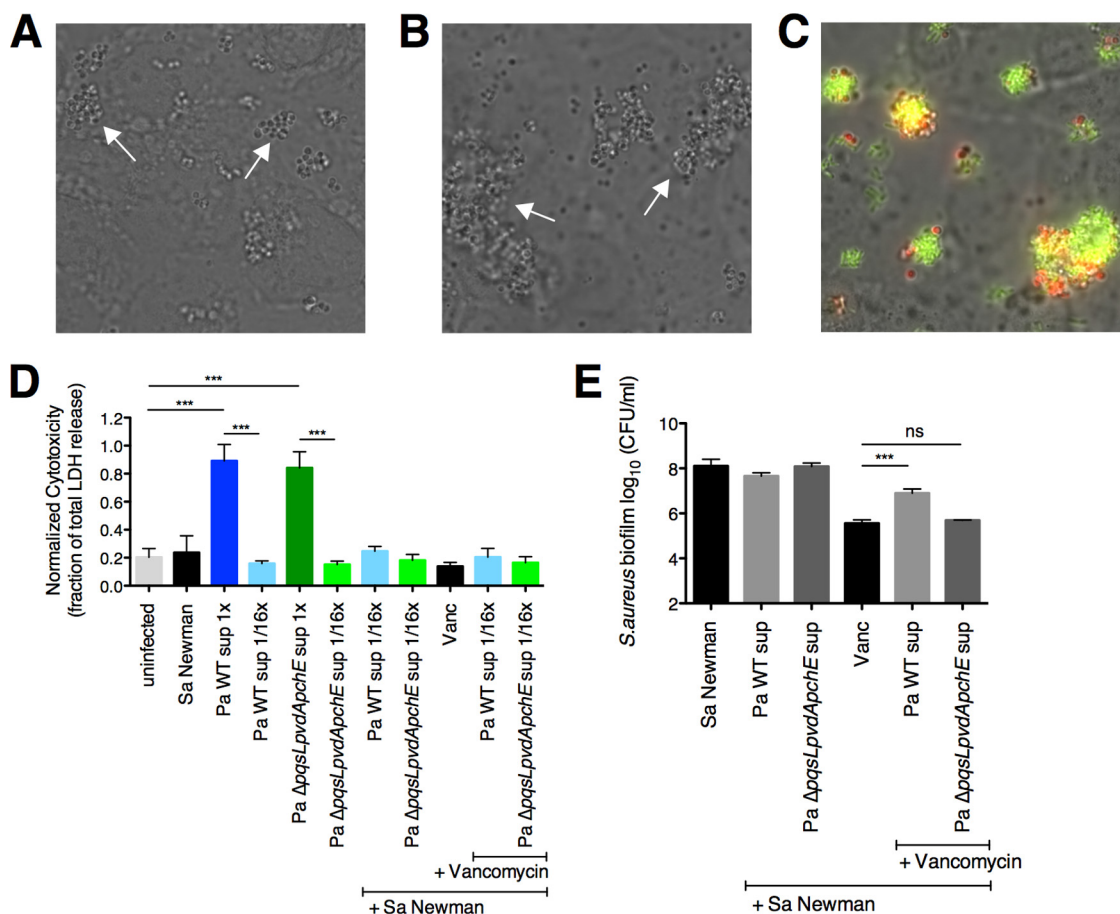 A
B
C
D
Normalized Cytotoxicity
(fraction of total LDH release)
1.2
1.0
0.8
0.6
0.4
0.2
0.0
***
***
***
***
uninfected
Sa Newman
Pa WT sup 1x
Pa WT sup 1/16x
Pa ΔpqsLpvdApchE sup 1x
Pa ΔpqsLpvdApchE sup 1/16x
Pa WT sup 1/16x
Pa ΔpqsLpvdApchE sup 1/16x
Vanc
Pa WT sup 1/16x
Pa ΔpqsLpvdApchE sup 1/16x
+ Vancomycin
+ Sa Newman
E
S.aureus biofilm log10 (CFU/ml)
10
8
6
4
2
ns
***
Sa Newman
Pa WT sup
Pa ΔpqsLpvdApchE sup
Vanc
Pa WT sup
Pa ΔpqsLpvdApchE sup
+ Vancomycin
+ Sa Newman